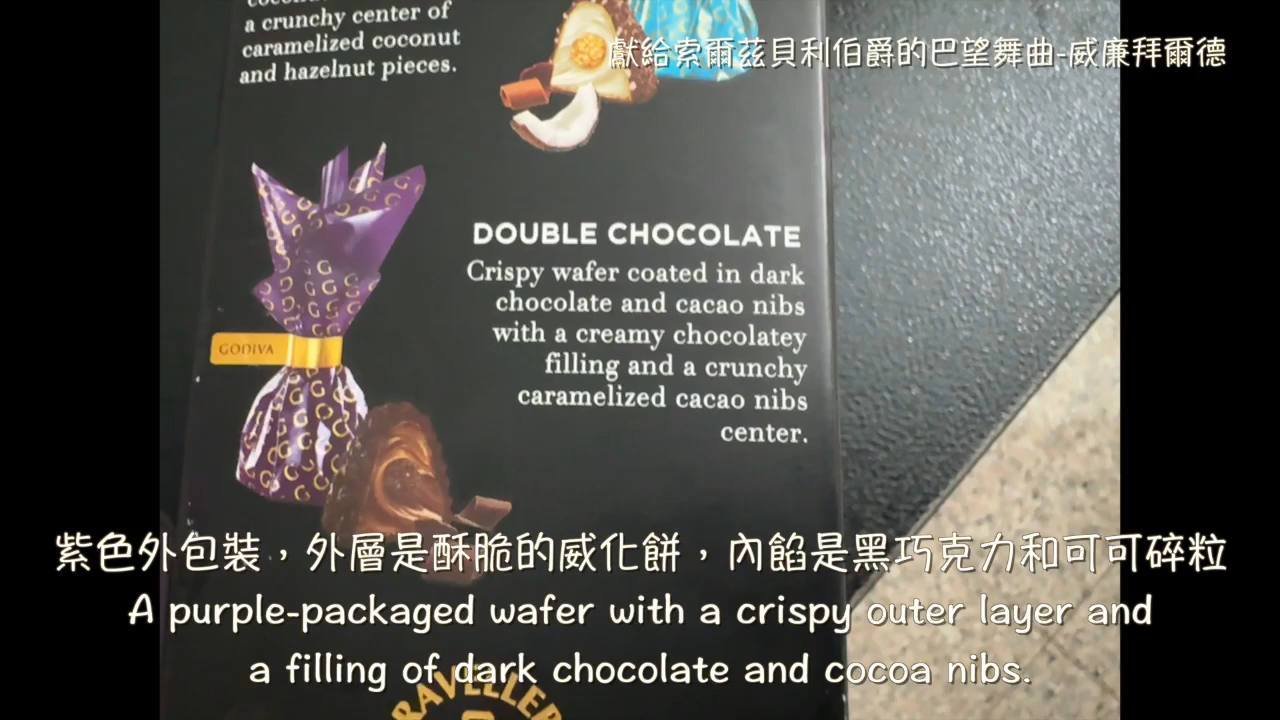 a crunchy center of
caramelized coconut
and hazelnut pieces.
獻給索爾茲貝利伯爵的巴望舞曲-威廉拜爾德
DOUBLE CHOCOLATE
Crispy wafer coated in dark
chocolate and cacao nibs
with a creamy chocolatey
filling and a crunchy
caramelized cacao nibs
center.
GODIVA
紫色外包裝，外層是酥脆的威化餅，內餡是黑巧克力和可可碎粒
A purple-packaged wafer with a crispy outer layer and
a filling of dark chocolate and cocoa nibs.